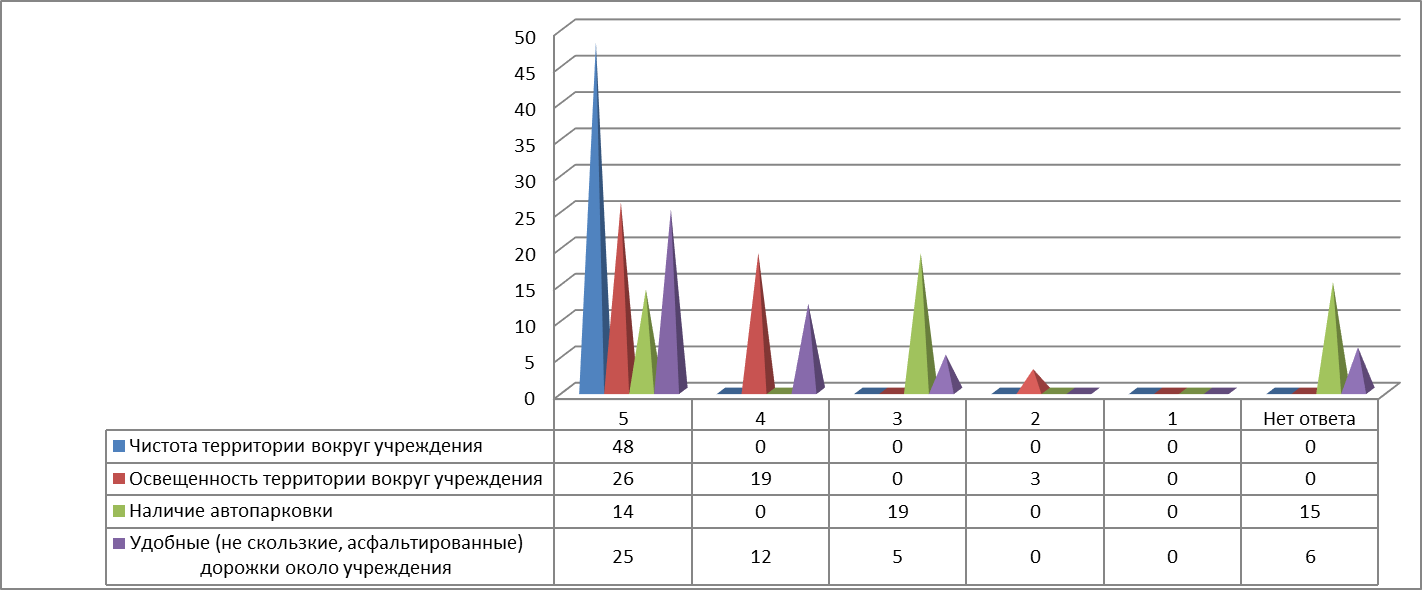 50
45
40
35
30
25
20
15
10
5
0
5 4 3 2 1 Нет ответа
Чистота территории вокруг учреждения 48 0 0 0 0 0
Освещенность территории вокруг учреждения 26 19 0 3 0 0
Наличие автопарковки 14 0 19 0 0 15
Удобные (не скользкие, асфальтированные)
дорожки около учреждения 25 12 5 0 0 6